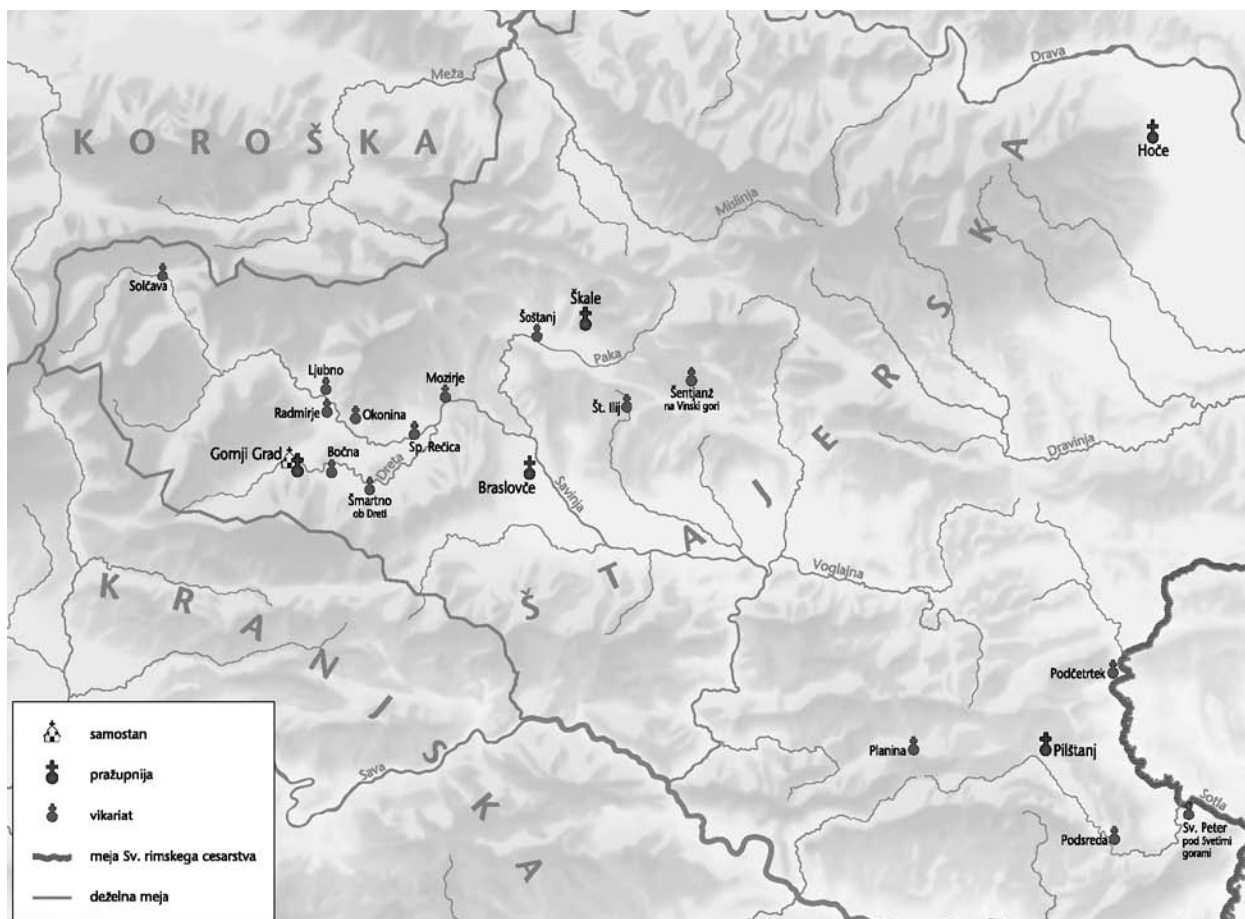 Drava
Meža
KOROŠKA
Hoče
Mislinja
Solčava
Škale
Šoštanj
Paka
Ljubno
Mozirje
Šentjanž
na Vinski gori
Radmirje
Okonina
Št. Ilij
Sp. Rečica
Gornji Grad
Bočna
Dreta
Dravinja
Braslovče
Šmartno
ob Dreti
Savinja
ŠTAJERSKA
Voglajna
KRANJSKA
Podčetrtek
Planina
Pilštanj
Sava
Sotla
Podsreda
Sv. Peter
pod Svetimi
gorami
samostan
pražupnija
vikariat
meja Sv. rimskega cesarstva
deželna meja